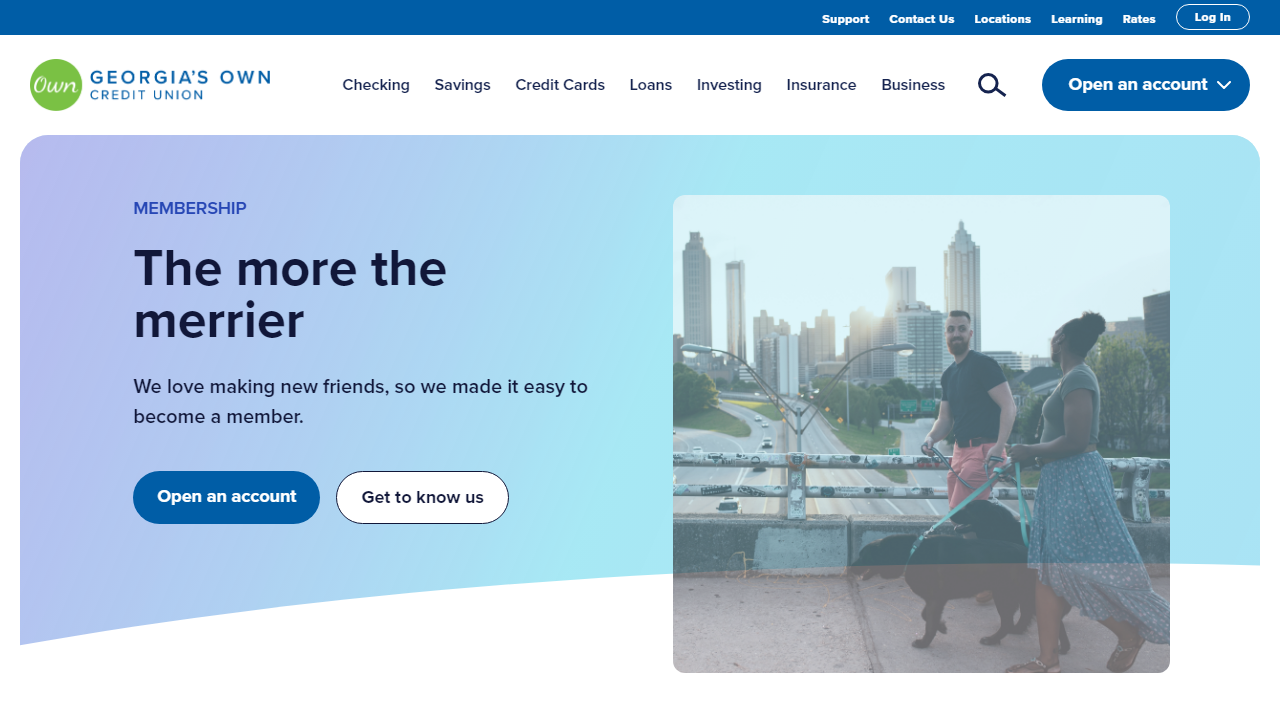 Support Contact Us Locations Learning Rates Log In
Own GEORGIA'S OWN
CREDIT UNION
Checking Savings Credit Cards Loans Investing Insurance Business Open an account
MEMBERSHIP
The more the
merrier
We love making new friends, so we made it easy to
become a member.
Open an account Get to know us